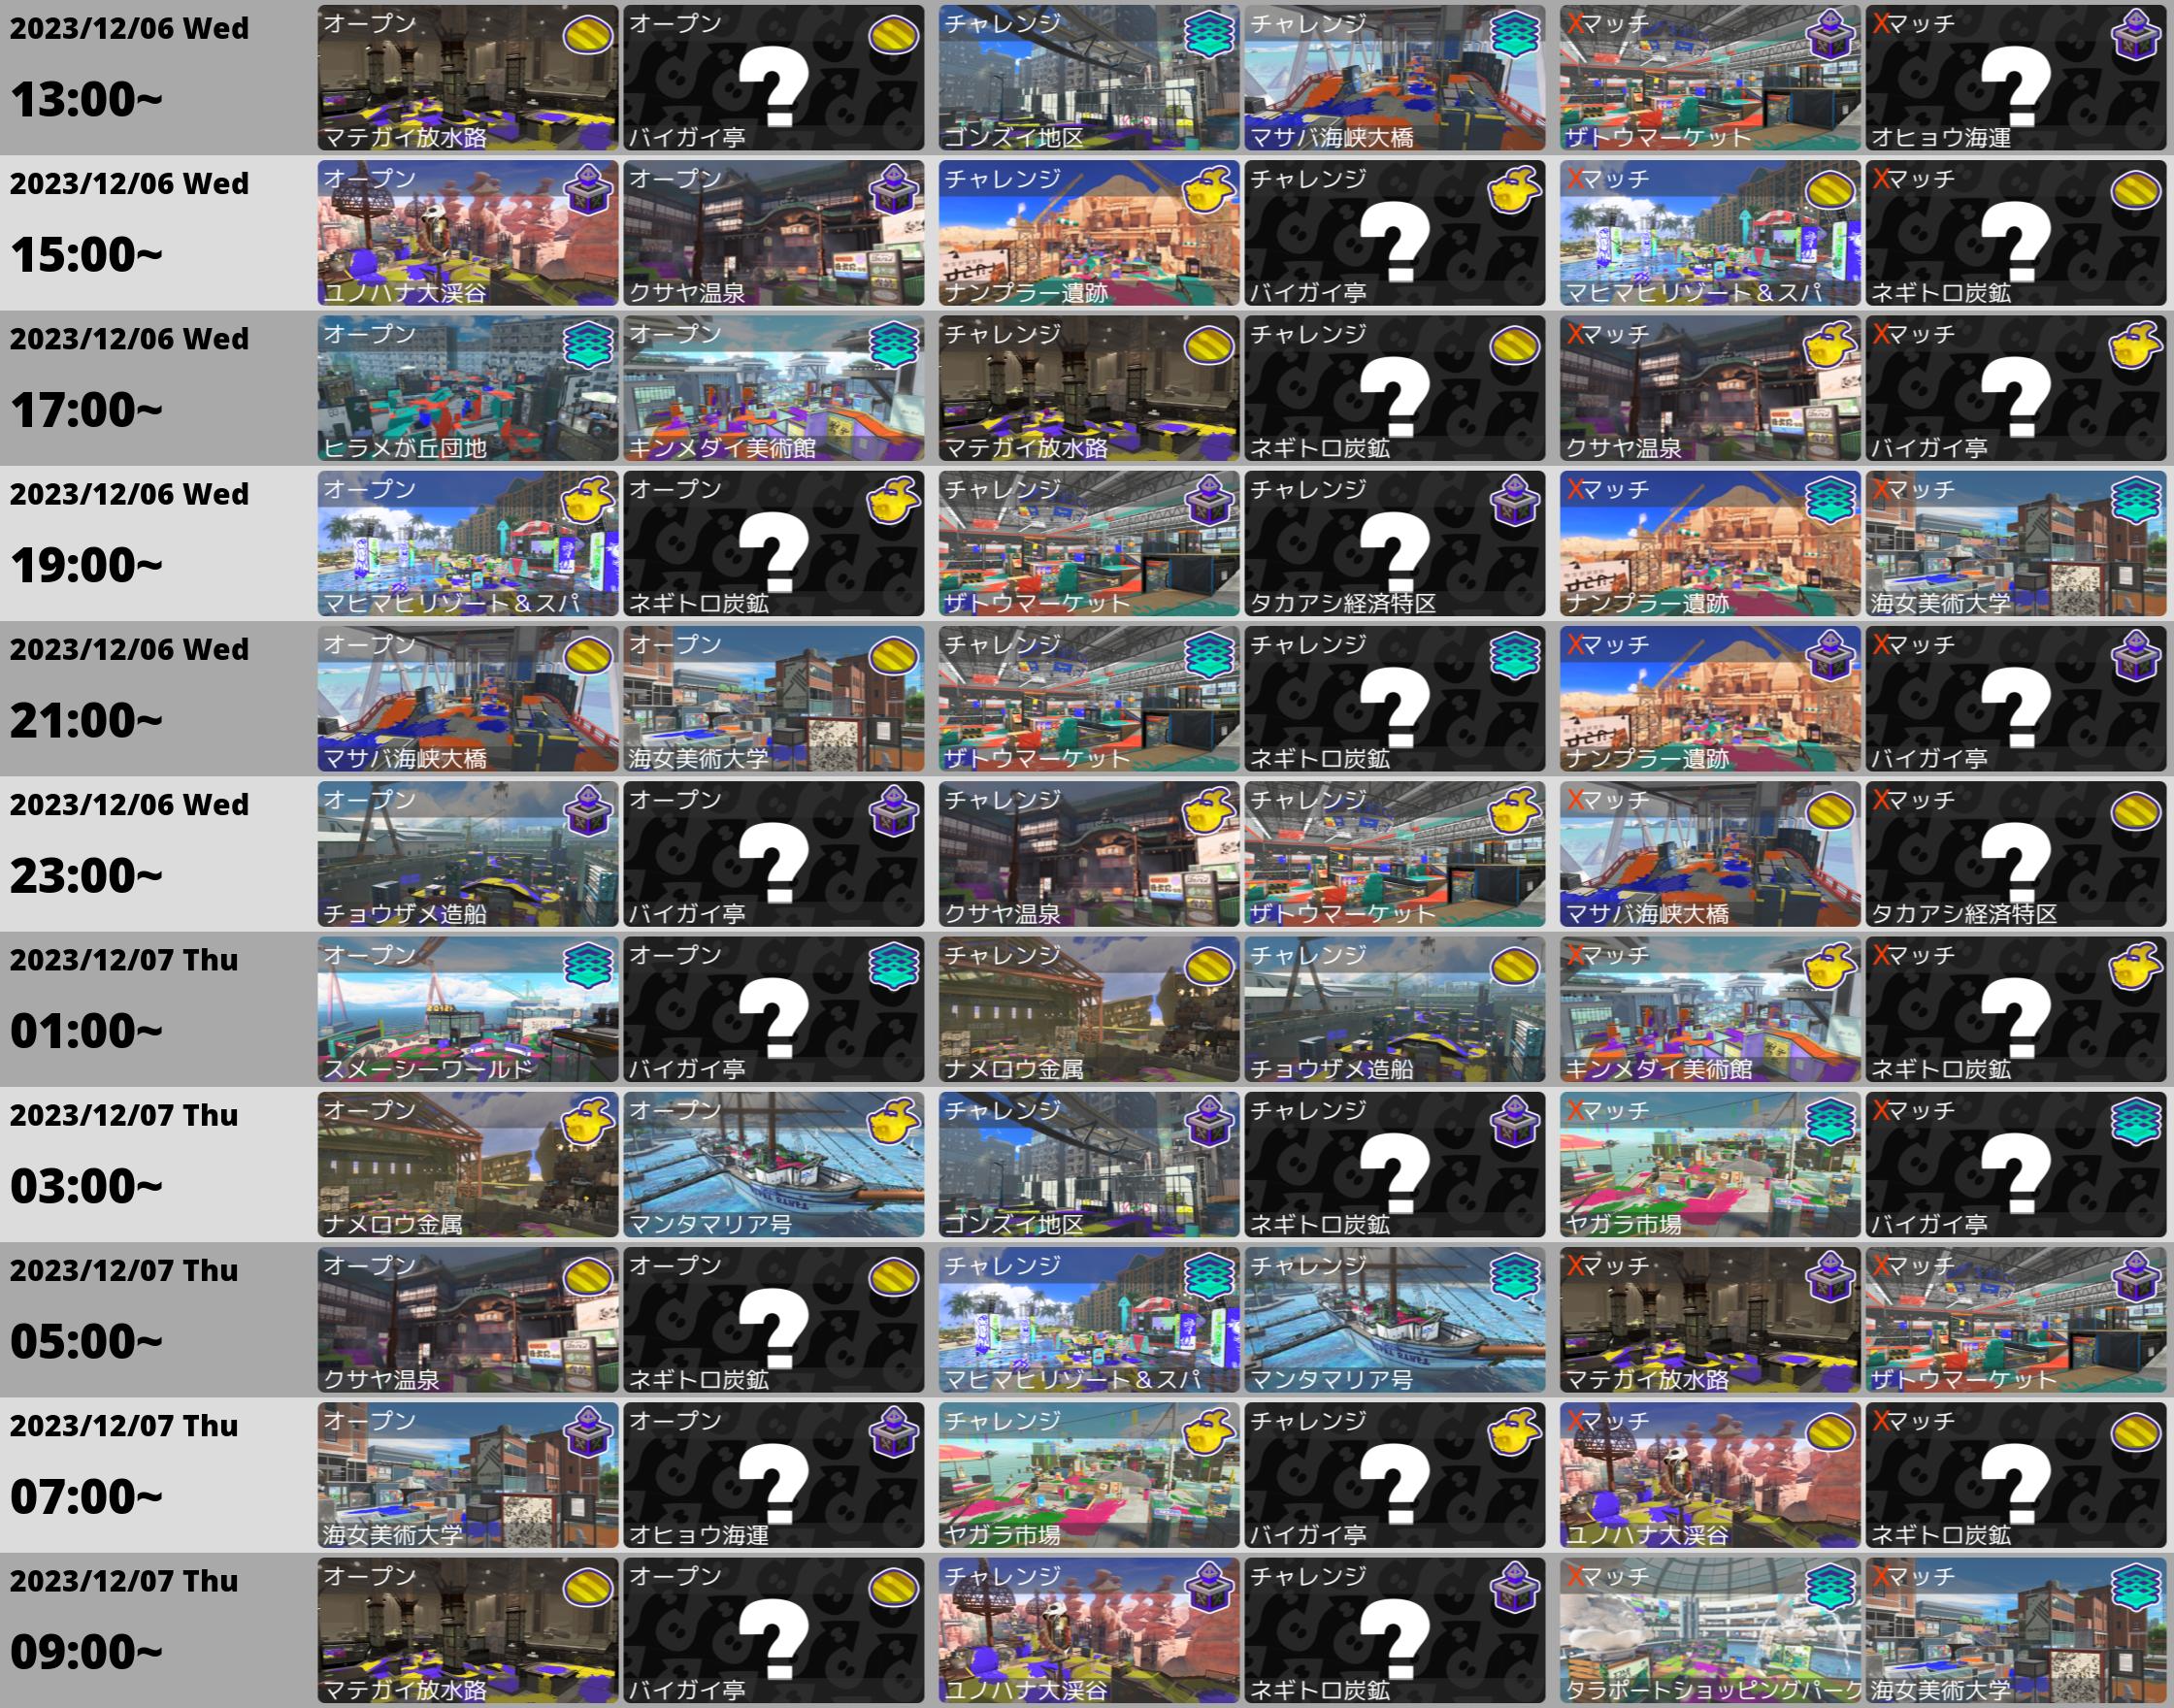 2023/12/06 Wed
13:00~
オープン
マテガイ放水路
オープン
バイガイ亭
チャレンジ
ゴンズイ地区
チャレンジ
マサバ海峡大橋
Xマッチ
ザトウマーケット
Xマッチ
オヒョウ海運
2023/12/06 Wed
15:00~
オープン
ユノハナ大渓谷
オープン
クサヤ温泉
チャレンジ
ナンプラー遺跡
チャレンジ
バイガイ亭
Xマッチ
マヒマヒリゾート&スパ
Xマッチ
ネギトロ炭鉱
2023/12/06 Wed
17:00~
オープン
ヒラメが丘団地
オープン
キンメダイ美術館
チャレンジ
マテガイ放水路
チャレンジ
ネギトロ炭鉱
Xマッチ
クサヤ温泉
Xマッチ
バイガイ亭
2023/12/06 Wed
19:00~
オープン
マヒマヒリゾート&スパ
オープン
ネギトロ炭鉱
チャレンジ
ザトウマーケット
チャレンジ
タカアシ経済特区
Xマッチ
ナンプラー遺跡
Xマッチ
海女美術大学
2023/12/06 Wed
21:00~
オープン
マサバ海峡大橋
オープン
海女美術大学
チャレンジ
ザトウマーケット
チャレンジ
ネギトロ炭鉱
Xマッチ
ナンプラー遺跡
Xマッチ
バイガイ亭
2023/12/06 Wed
23:00~
オープン
チョウザメ造船
オープン
バイガイ亭
チャレンジ
クサヤ温泉
チャレンジ
ザトウマーケット
Xマッチ
マサバ海峡大橋
Xマッチ
タカアシ経済特区
2023/12/07 Thu
01:00~
オープン
スメーシーワールド
オープン
バイガイ亭
チャレンジ
ナメロウ金属
チャレンジ
チョウザメ造船
Xマッチ
キンメダイ美術館
Xマッチ
ネギトロ炭鉱
2023/12/07 Thu
03:00~
オープン
ナメロウ金属
オープン
マンタマリア号
チャレンジ
ゴンズイ地区
チャレンジ
ネギトロ炭鉱
Xマッチ
ヤガラ市場
Xマッチ
バイガイ亭
2023/12/07 Thu
05:00~
オープン
クサヤ温泉
オープン
ネギトロ炭鉱
チャレンジ
マヒマヒリゾート&スパ
チャレンジ
マンタマリア号
Xマッチ
マテガイ放水路
Xマッチ
ザトウマーケット
2023/12/07 Thu
07:00~
オープン
海女美術大学
オープン
オヒョウ海運
チャレンジ
ヤガラ市場
チャレンジ
バイガイ亭
Xマッチ
ユノハナ大渓谷
Xマッチ
ネギトロ炭鉱
2023/12/07 Thu
09:00~
オープン
マテガイ放水路
オープン
バイガイ亭
チャレンジ
ユノハナ大渓谷
チャレンジ
ネギトロ炭鉱
Xマッチ
タラポートショッピングパーク
Xマッチ
海女美術大学